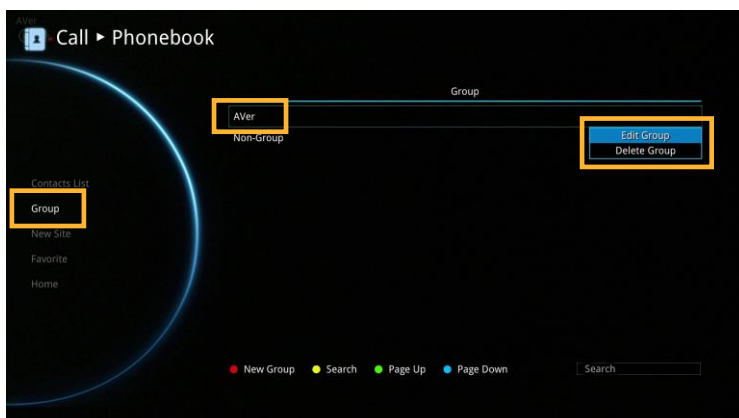 AVer
Call ► Phonebook
Group
AVer
Non-Group
Edit Group
Delete Group
Contacts List
Group
New Site
Favorite
Home
New Group Search Page Up Page Down Search